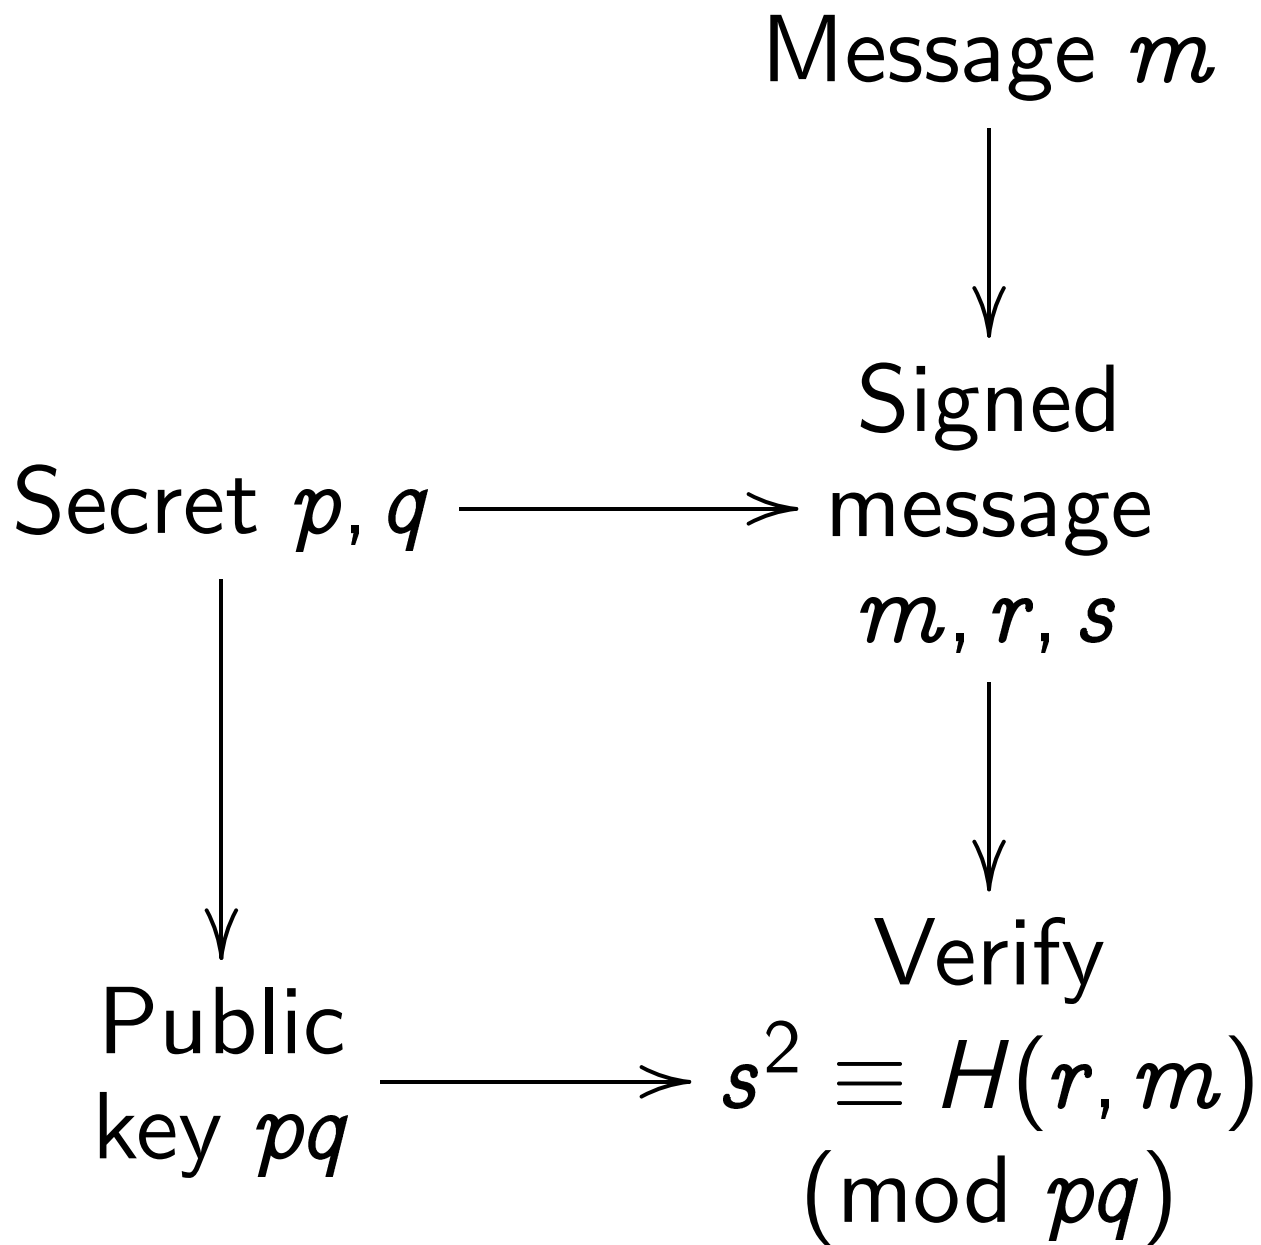 Message m
Signed
message
m, r, s
Secret p, q
Public
key pq
Verify
s² ≡ H(r, m)
(mod pq)